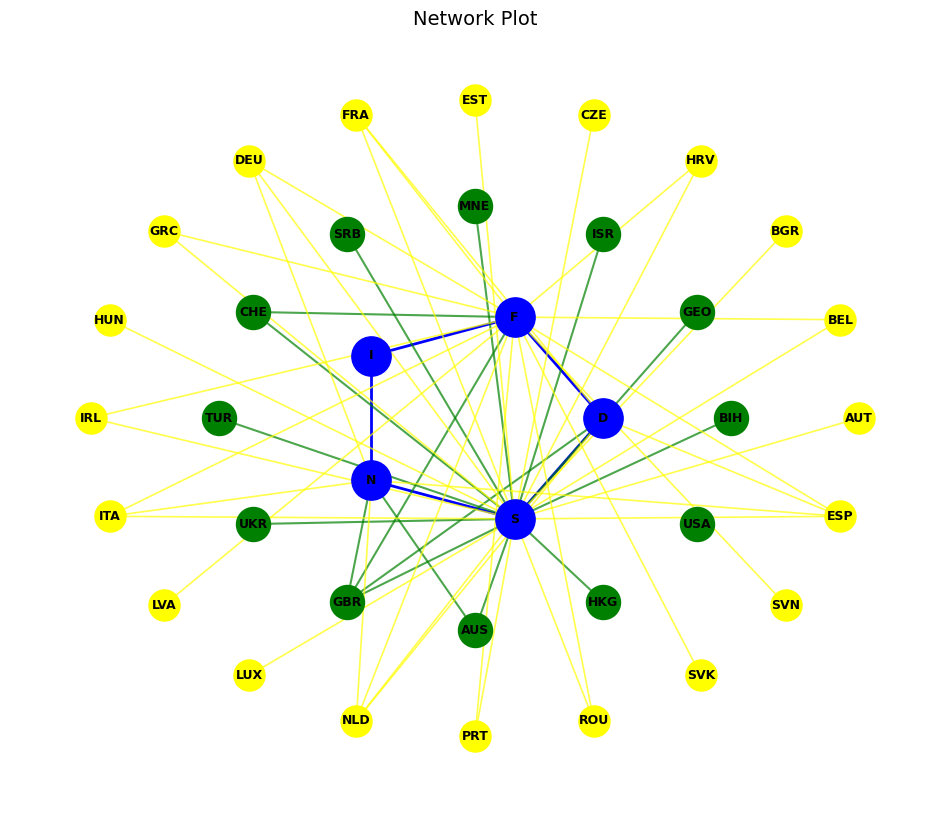 Network Plot
EST
FRA
CZE
DEU
HRV
MNE
SRB
ISR
GRC
BGR
CHE
F
GEO
HUN
BEL
I
IRL
TUR
D
BIH
AUT
N
ITA
UKR
S
USA
ESP
LVA
GBR
HKG
SVN
AUS
LUX
SVK
NLD
PRT
ROU